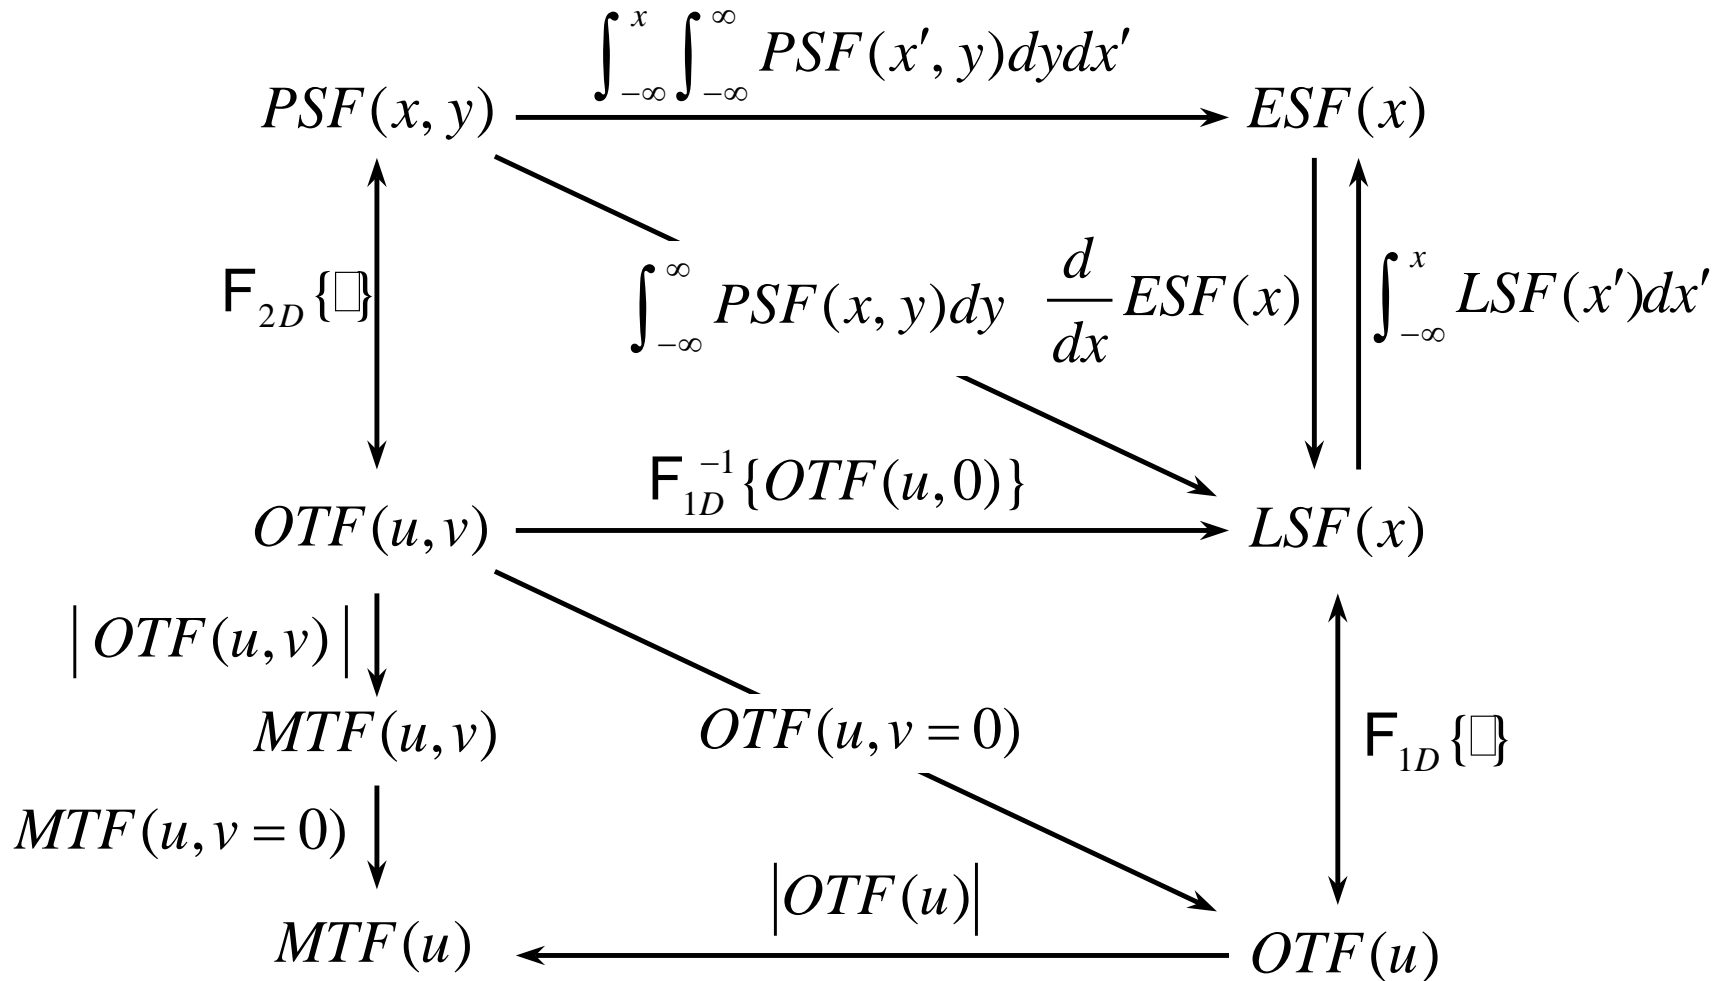 ∫_{-∞}^{x} ∫_{-∞}^{∞} PSF(x′, y)dydx′
PSF(x, y)
ESF(x)
F_{2D}{□}
∫_{-∞}^{∞} PSF(x, y)dy
d/dx ESF(x)
∫_{-∞}^{x} LSF(x′)dx′
F_{1D}^{-1}{OTF(u,0)}
OTF(u,v)
LSF(x)
|OTF(u,v)|
MTF(u,v)
OTF(u,v = 0)
F_{1D}{□}
MTF(u,v = 0)
|OTF(u)|
MTF(u)
OTF(u)